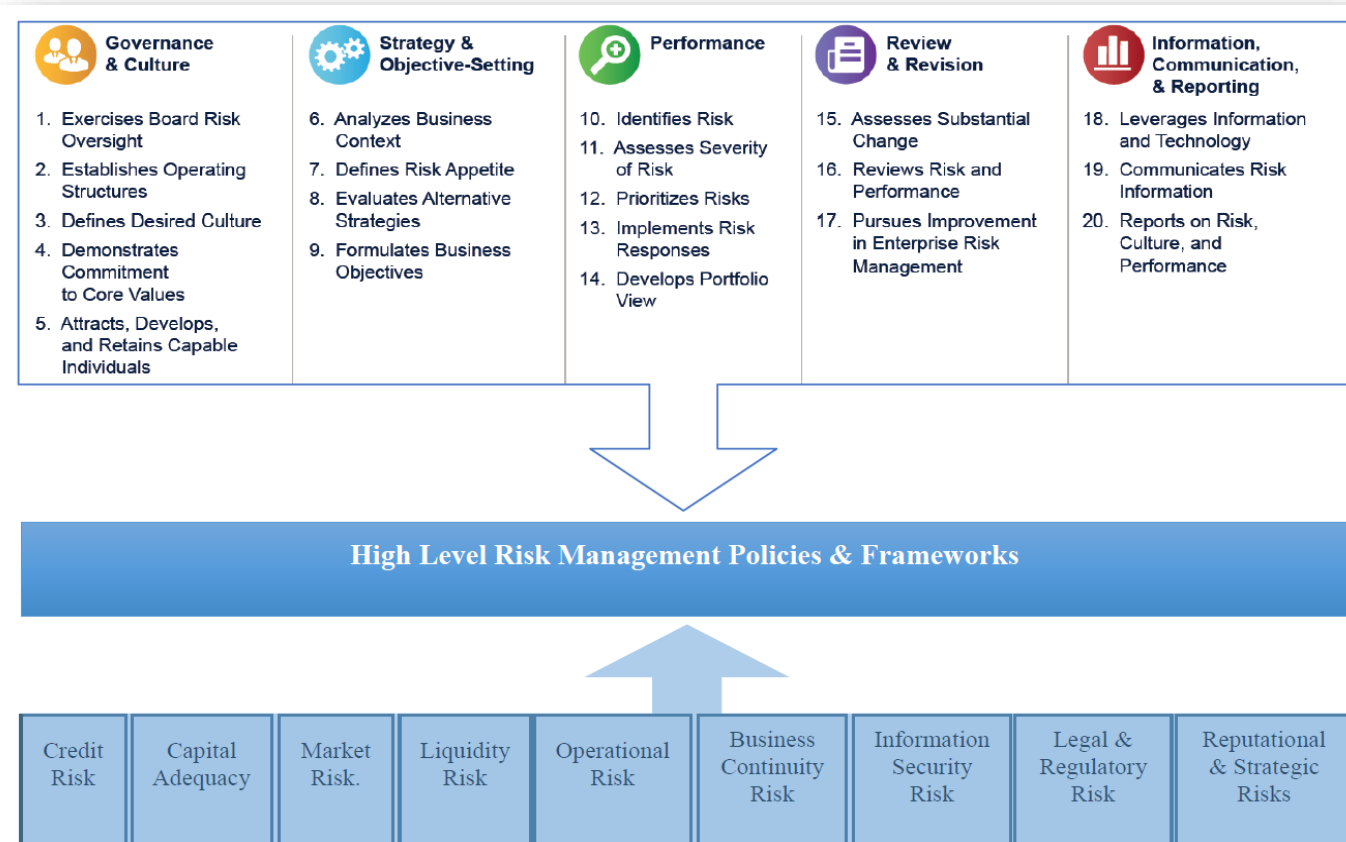 Governance
& Culture
1. Exercises Board Risk
Oversight
2. Establishes Operating
Structures
3. Defines Desired Culture
4. Demonstrates
Commitment
to Core Values
5. Attracts, Develops,
and Retains Capable
Individuals
Strategy &
Objective-Setting
6. Analyzes Business
Context
7. Defines Risk Appetite
8. Evaluates Alternative
Strategies
9. Formulates Business
Objectives
Performance
10. Identifies Risk
11. Assesses Severity
of Risk
12. Prioritizes Risks
13. Implements Risk
Responses
14. Develops Portfolio
View
Review
& Revision
15. Assesses Substantial
Change
16. Reviews Risk and
Performance
17. Pursues Improvement
in Enterprise Risk
Management
Information,
Communication,
& Reporting
18. Leverages Information
and Technology
19. Communicates Risk
Information
20. Reports on Risk,
Culture, and
Performance
High Level Risk Management Policies & Frameworks
Credit
Risk
Capital
Adequacy
Market
Risk.
Liquidity
Risk
Operational
Risk
Business
Continuity
Risk
Information
Security
Risk
Legal &
Regulatory
Risk
Reputational
& Strategic
Risks